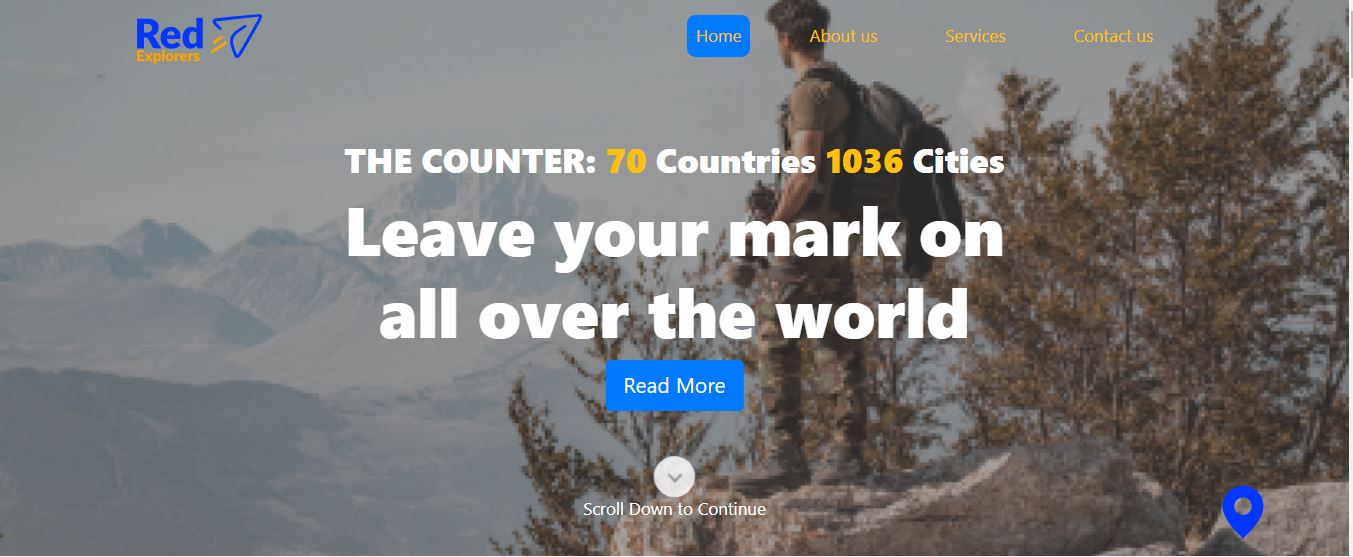 Red
Explorers
Home
About us
Services
Contact us
THE COUNTER: 70 Countries 1036 Cities
Leave your mark on
all over the world
Read More
Scroll Down to Continue